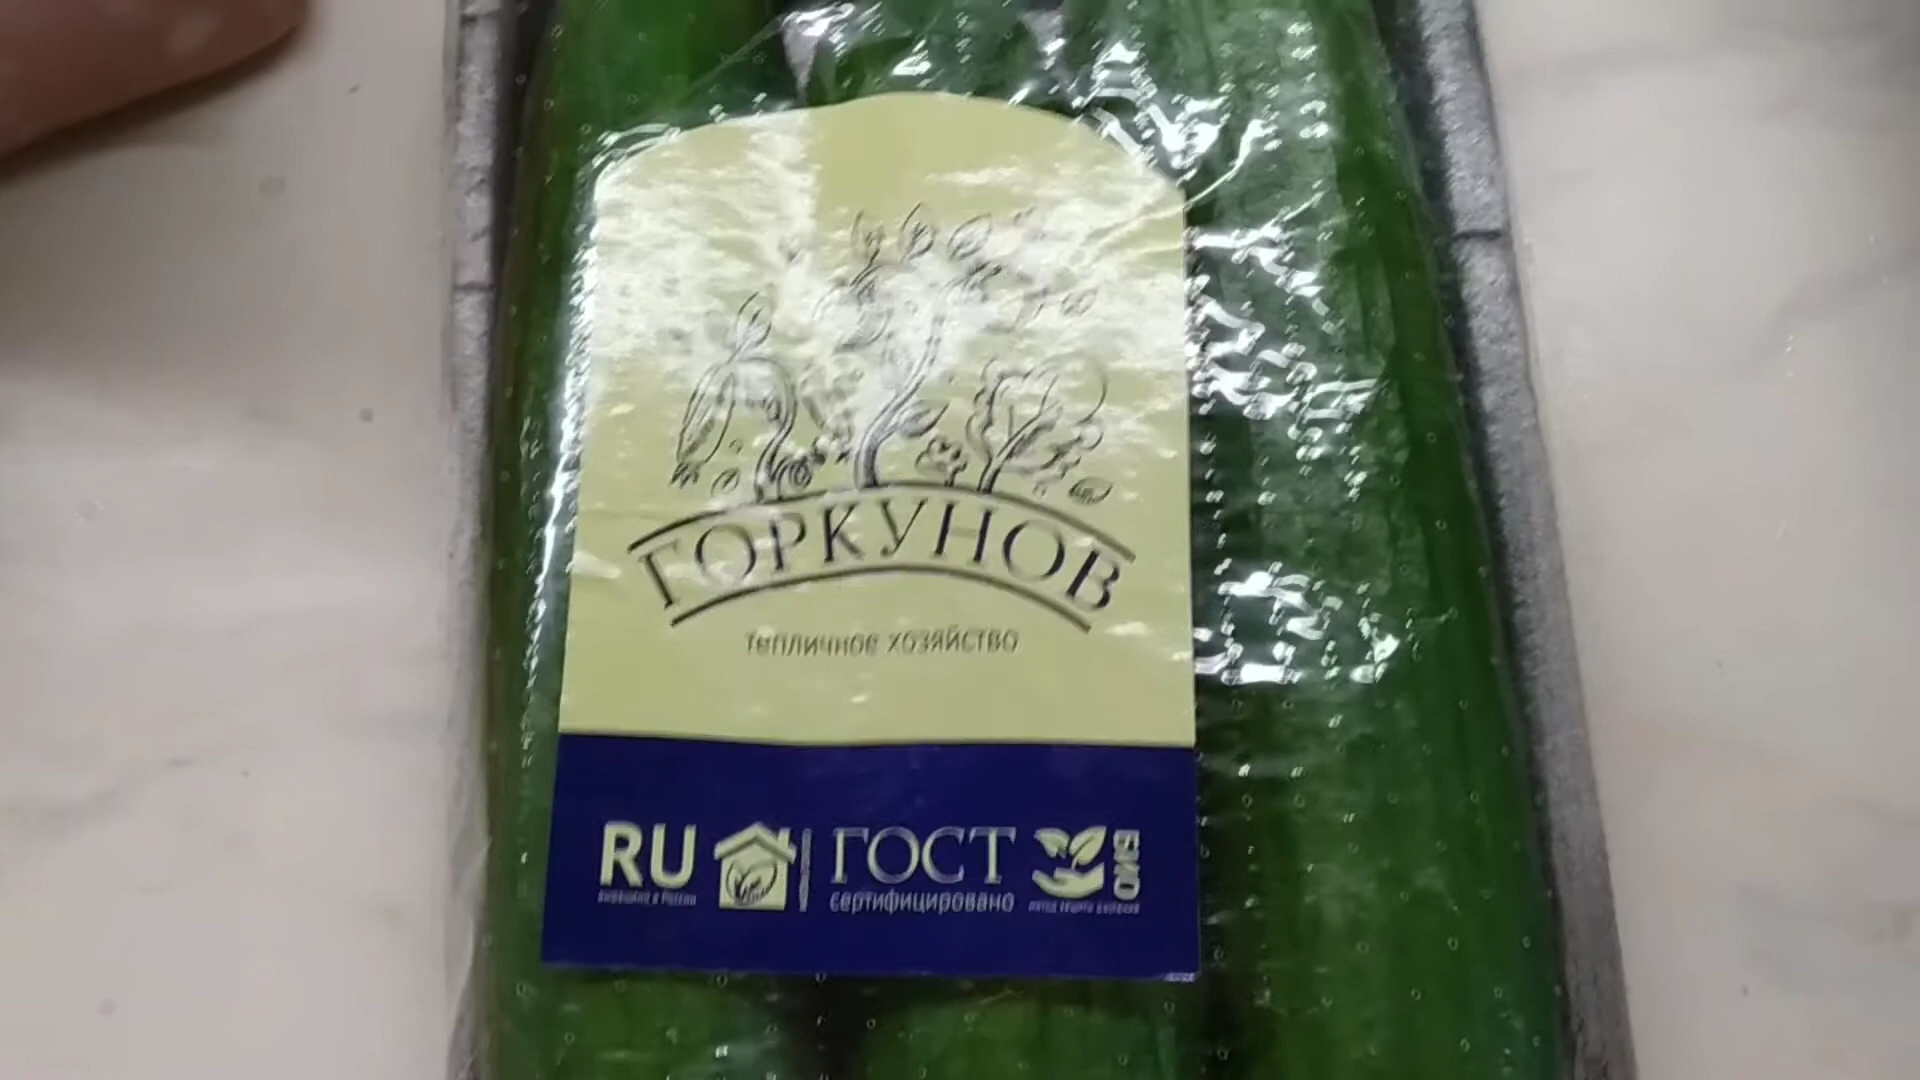 ГОРКУНОВ
тепличное хозяйство
RU
ГОСТ
сертифицировано
БИО